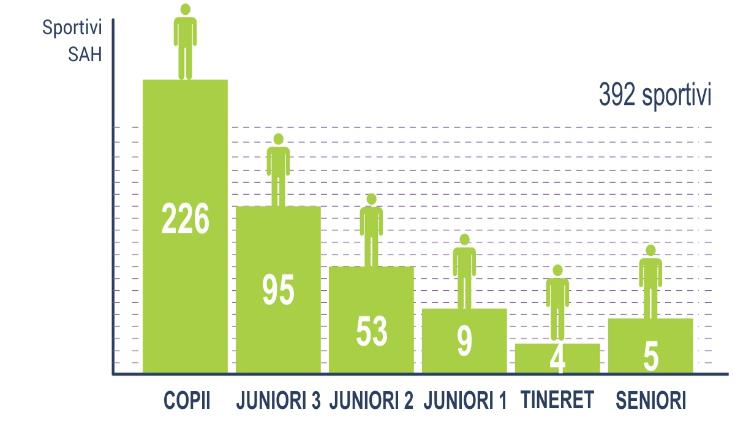 Sportivi
SAH
392 sportivi
226
95
53
9
4
5
COPII
JUNIORI 3
JUNIORI 2
JUNIORI 1
TINERET
SENIORI